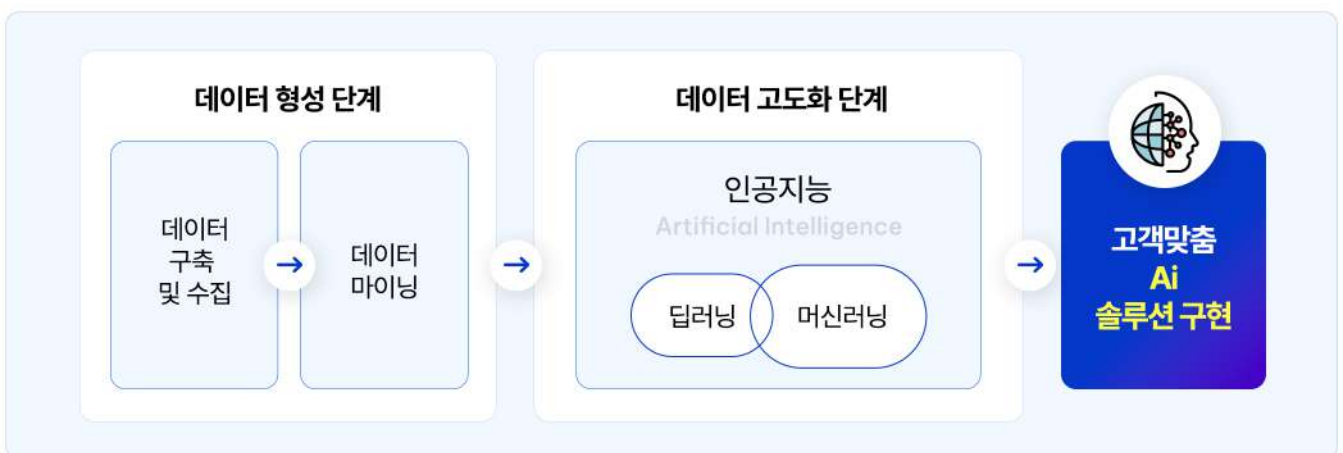 데이터 형성 단계
데이터
구축
및 수집
데이터
마이닝
데이터 고도화 단계
인공지능
Artificial Intelligence
딥러닝
머신러닝
고객맞춤
Ai
솔루션 구현